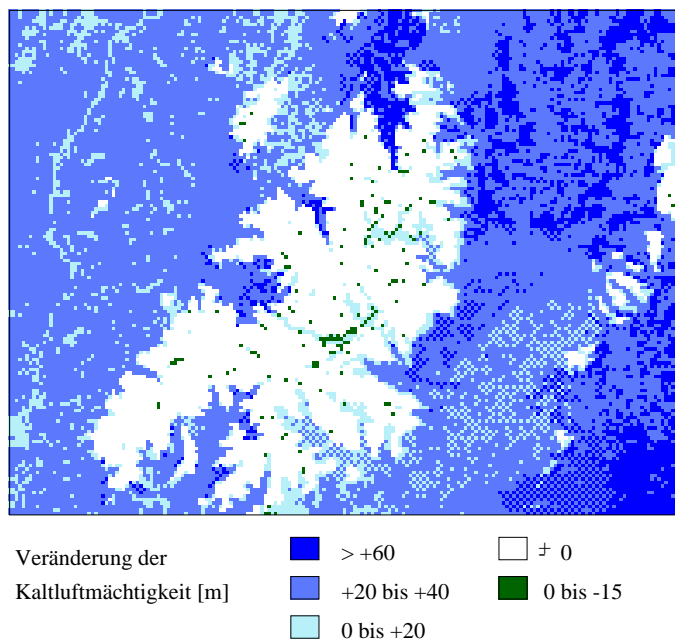 Veränderung der
Kaltluftmächtigkeit [m]
> +60
+20 bis +40
0 bis +20
± 0
0 bis -15